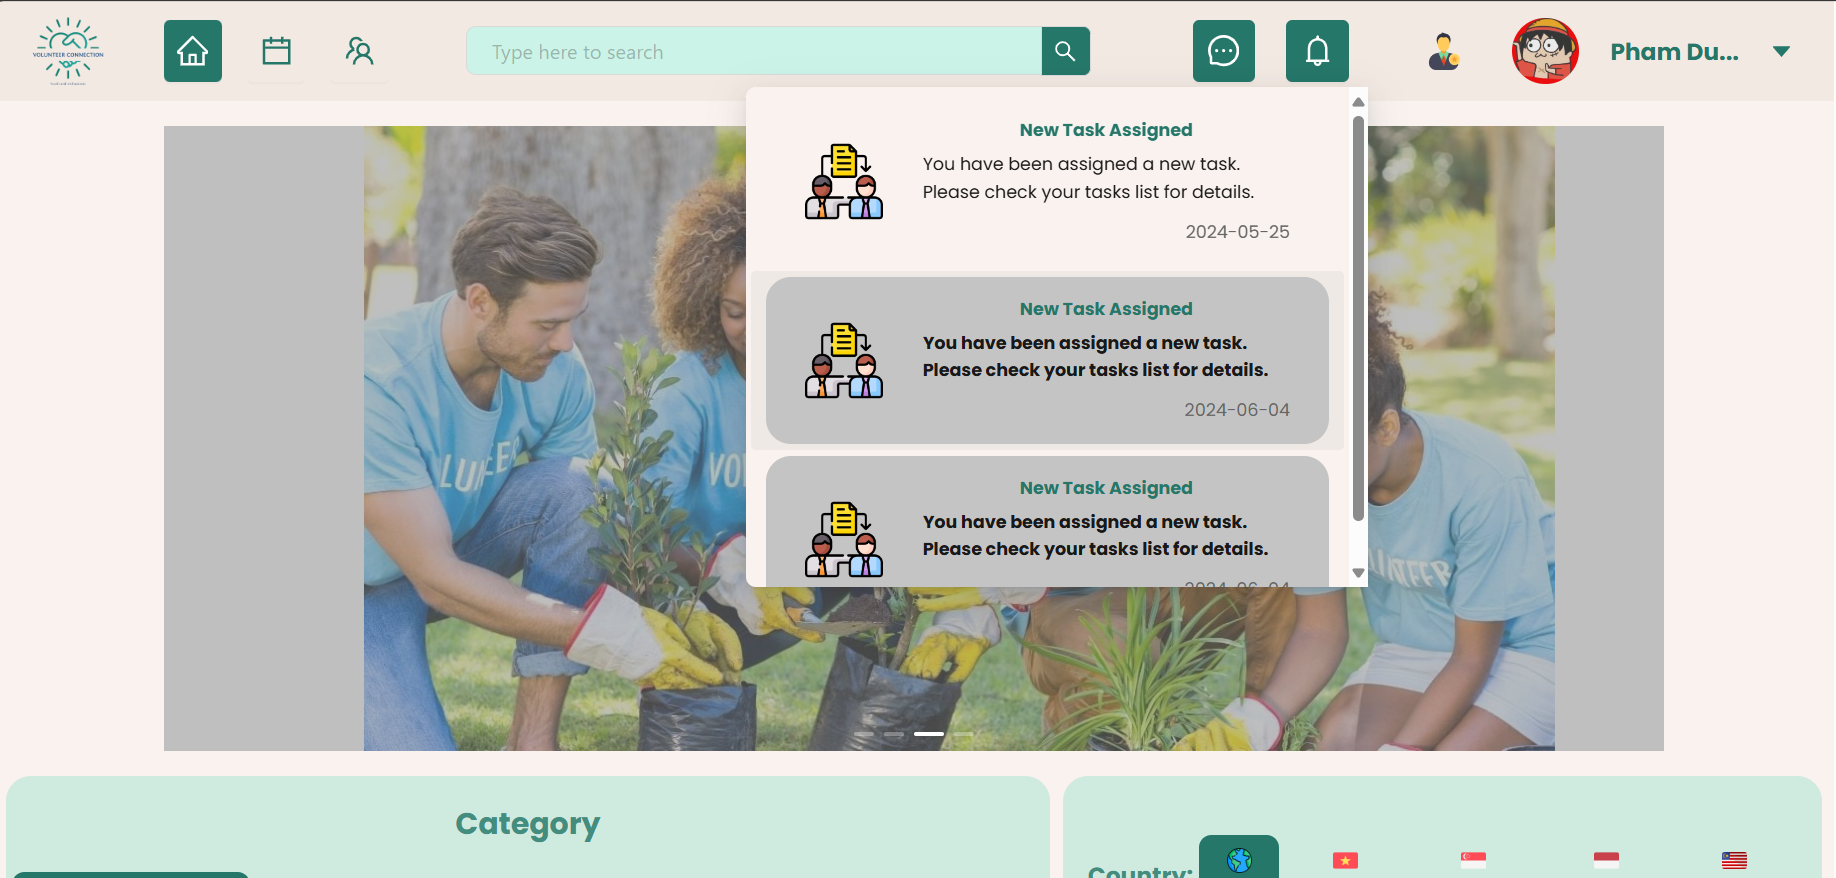 VOLUNTEER CONNECTION
Type here to search
Pham Du...
New Task Assigned
You have been assigned a new task.
Please check your tasks list for details.
2024-05-25
New Task Assigned
You have been assigned a new task.
Please check your tasks list for details.
2024-06-04
New Task Assigned
You have been assigned a new task.
Please check your tasks list for details.
2024-06-04
Category
Country: